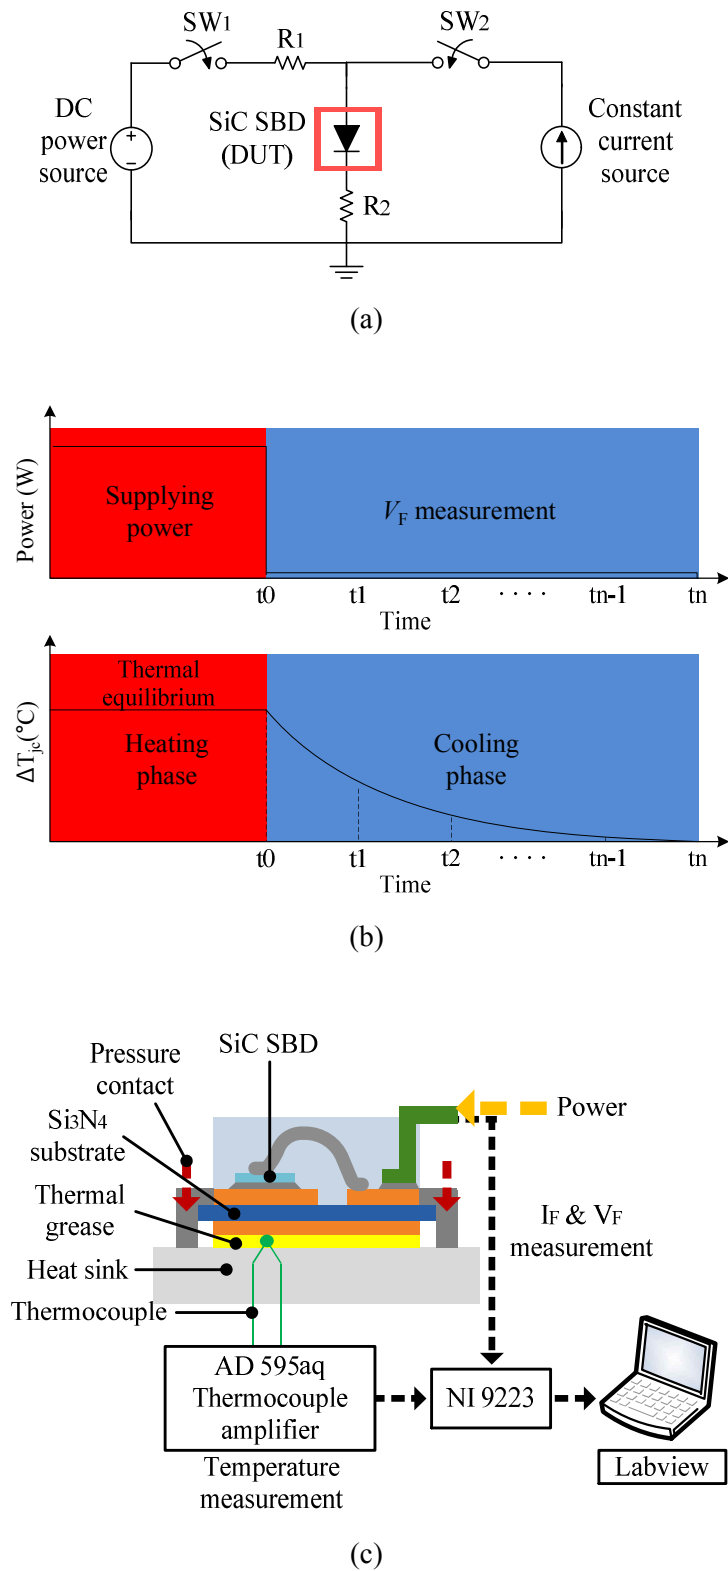 SW1
R1
SW2
DC
power
source
SiC SBD
(DUT)
R2
Constant
current
source
+
−
(a)
Power (W)
Supplying
power
VF measurement
t0
t1
t2
· · · ·
tn-1
tn
Time
ΔTjc(°C)
Thermal
equilibrium
Heating
phase
Cooling
phase
t0
t1
t2
· · · ·
tn-1
tn
Time
(b)
SiC SBD
Pressure
contact
Si3N4
substrate
Thermal
grease
Heat sink
Thermocouple
Power
IF & VF
measurement
AD 595aq
Thermocouple
amplifier
NI 9223
Labview
Temperature
measurement
(c)